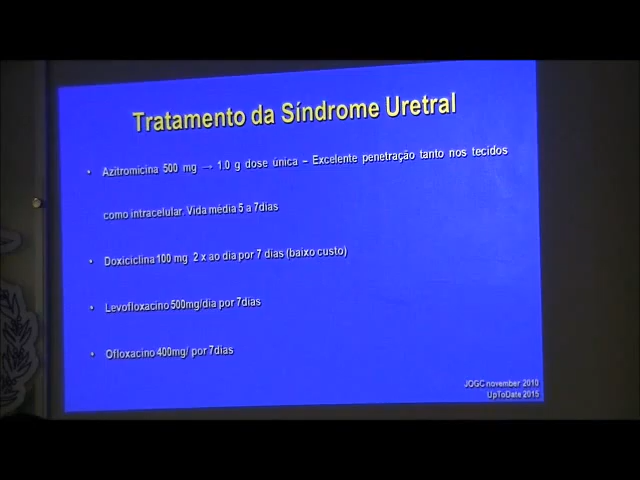 Tratamento da Síndrome Uretral
• Azitromicina 500 mg → 1.0 g dose única – Excelente penetração tanto nos tecidos
como intracelular. Vida média 5 a 7dias
• Doxiciclina 100 mg 2 x ao dia por 7 dias (baixo custo)
• Levofloxacino 500mg/dia por 7dias
• Ofloxacino 400mg/ por 7dias
JOGC november 2010
UpToDate 2015